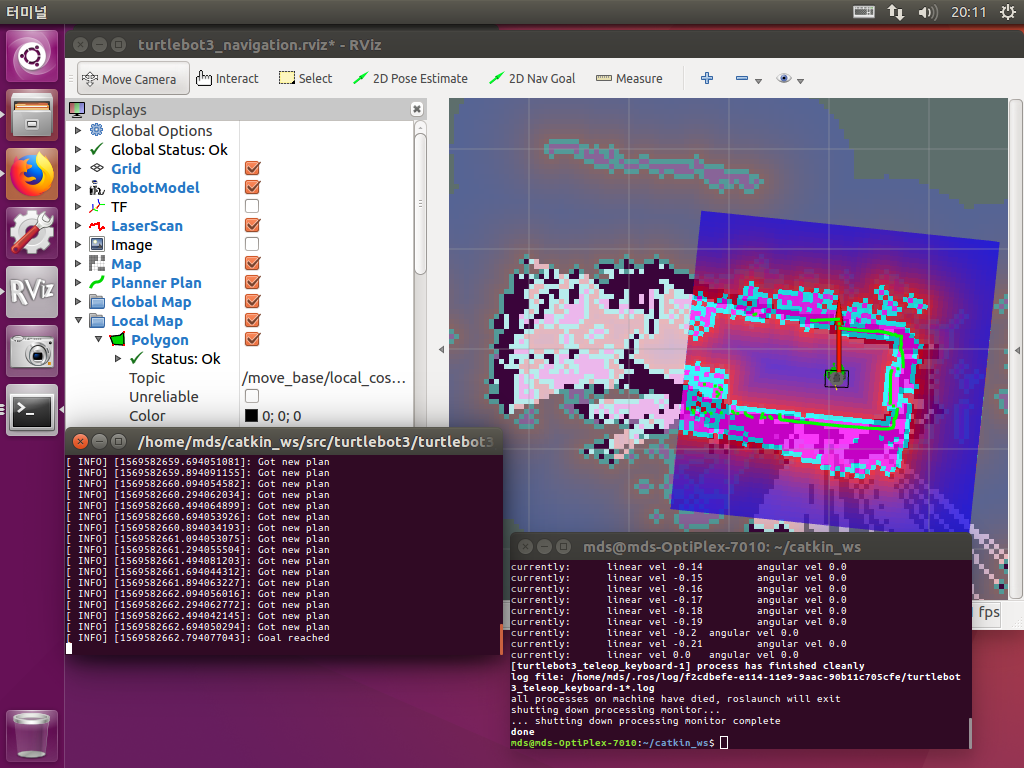 터미널
20:11
turtlebot3_navigation.rviz* - RViz
Move Camera
Interact
Select
2D Pose Estimate
2D Nav Goal
Measure
Displays
Global Options
Global Status: Ok
Grid
RobotModel
TF
LaserScan
Image
Map
Planner Plan
Global Map
Local Map
Polygon
Status: Ok
Topic /move_base/local_cos...
Unreliable
Color 0; 0; 0
RViz
fps
/home/mds/catkin_ws/src/turtlebot3/turtlebot3
[ INFO] [1569582659.694051081]: Got new plan
[ INFO] [1569582659.894091155]: Got new plan
[ INFO] [1569582660.094054582]: Got new plan
[ INFO] [1569582660.294062034]: Got new plan
[ INFO] [1569582660.494064899]: Got new plan
[ INFO] [1569582660.694053926]: Got new plan
[ INFO] [1569582660.894034193]: Got new plan
[ INFO] [1569582661.094053075]: Got new plan
[ INFO] [1569582661.294055504]: Got new plan
[ INFO] [1569582661.494081203]: Got new plan
[ INFO] [1569582661.694044312]: Got new plan
[ INFO] [1569582661.894063227]: Got new plan
[ INFO] [1569582662.094056016]: Got new plan
[ INFO] [1569582662.294062772]: Got new plan
[ INFO] [1569582662.494042145]: Got new plan
[ INFO] [1569582662.694050294]: Got new plan
[ INFO] [1569582662.794077043]: Goal reached
mds@mds-OptiPlex-7010: ~/catkin_ws
currently: linear vel -0.14 angular vel 0.0
currently: linear vel -0.15 angular vel 0.0
currently: linear vel -0.16 angular vel 0.0
currently: linear vel -0.17 angular vel 0.0
currently: linear vel -0.18 angular vel 0.0
currently: linear vel -0.19 angular vel 0.0
currently: linear vel -0.2 angular vel 0.0
currently: linear vel -0.21 angular vel 0.0
currently: linear vel 0.0 angular vel 0.0
[turtlebot3_teleop_keyboard-1] process has finished cleanly
log file: /home/mds/.ros/log/f2cdbefe-e114-11e9-9aac-90b11c705cfe/turtlebot
3_teleop_keyboard-1*.log
all processes on machine have died, roslaunch will exit
shutting down processing monitor...
... shutting down processing monitor complete
done
mds@mds-OptiPlex-7010:~/catkin_ws$